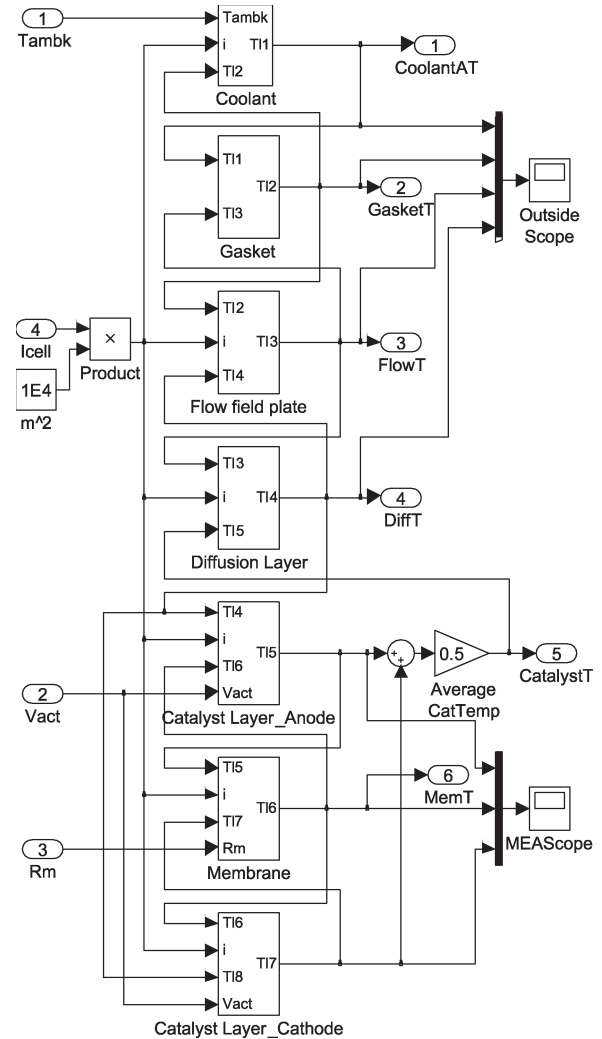 1
Tambk
Tambk
i
Tl2
Tl1
Coolant
1
CoolantAT
Tl1
Tl3
Tl2
Gasket
2
GasketT
Outside
Scope
4
Icell
1E4
m^2
×
Product
Tl2
i
Tl4
Tl3
Flow field plate
3
FlowT
Tl3
i
Tl5
Tl4
Diffusion Layer
4
DiffT
2
Vact
Tl4
i
Tl6
Vact
Tl5
Catalyst Layer_Anode
+
+
0.5
Average
CatTemp
5
CatalystT
3
Rm
Tl5
i
Tl7
Rm
Tl6
Membrane
6
MemT
MEAScope
Tl6
i
Tl8
Vact
Tl7
Catalyst Layer_Cathode